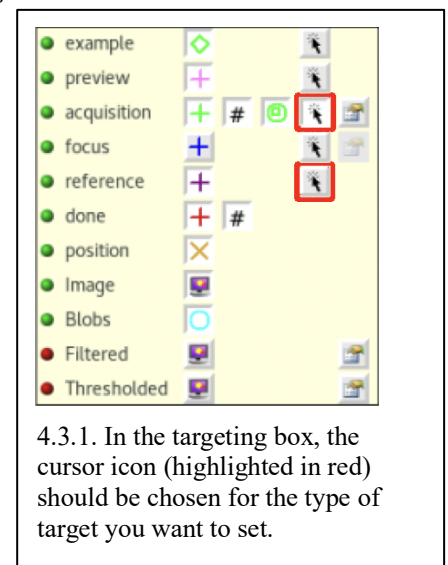 example
preview
acquisition #
focus
reference
done #
position
Image
Blobs
Filtered
Thresholded
4.3.1. In the targeting box, the
cursor icon (highlighted in red)
should be chosen for the type of
target you want to set.